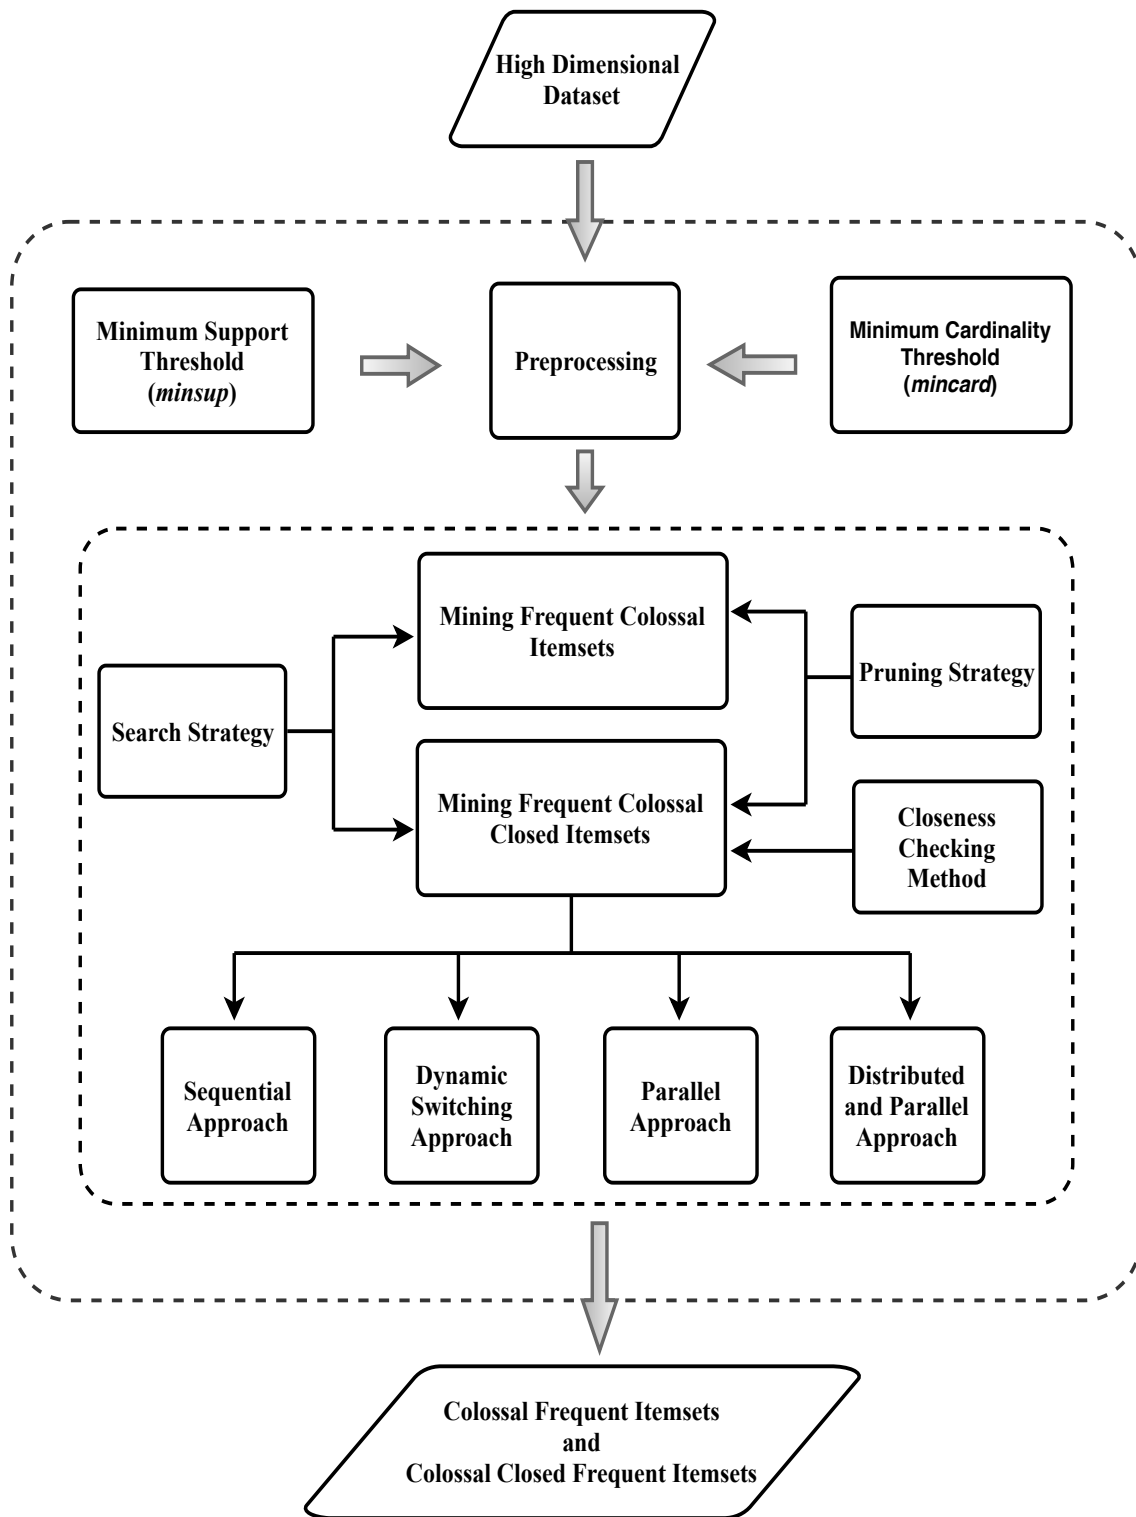 High Dimensional
Dataset
Minimum Support
Threshold
(minsup)
Preprocessing
Minimum Cardinality
Threshold
(mincard)
Mining Frequent Colossal
Itemsets
Pruning Strategy
Search Strategy
Mining Frequent Colossal
Closed Itemsets
Closeness
Checking
Method
Sequential
Approach
Dynamic
Switching
Approach
Parallel
Approach
Distributed
and Parallel
Approach
Colossal Frequent Itemsets
and
Colossal Closed Frequent Itemsets